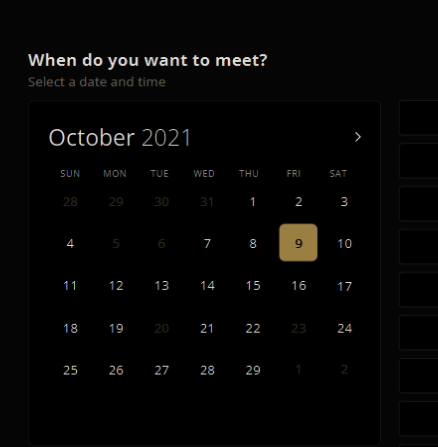 When do you want to meet?
Select a date and time
October 2021
SUN MON TUE WED THU FRI SAT
28 29 30 31 1 2 3
4 5 6 7 8 9 10
11 12 13 14 15 16 17
18 19 20 21 22 23 24
25 26 27 28 29 1 2